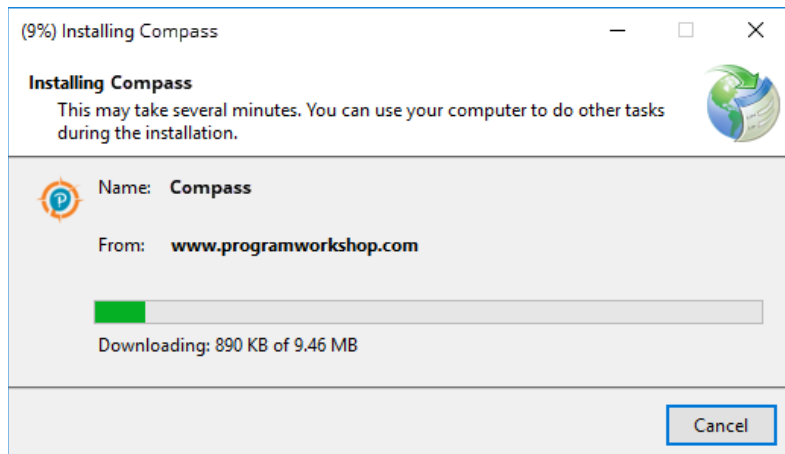 (9%) Installing Compass
Installing Compass
This may take several minutes. You can use your computer to do other tasks
during the installation.
P
Name: Compass
From: www.programworkshop.com
Downloading: 890 KB of 9.46 MB
Cancel